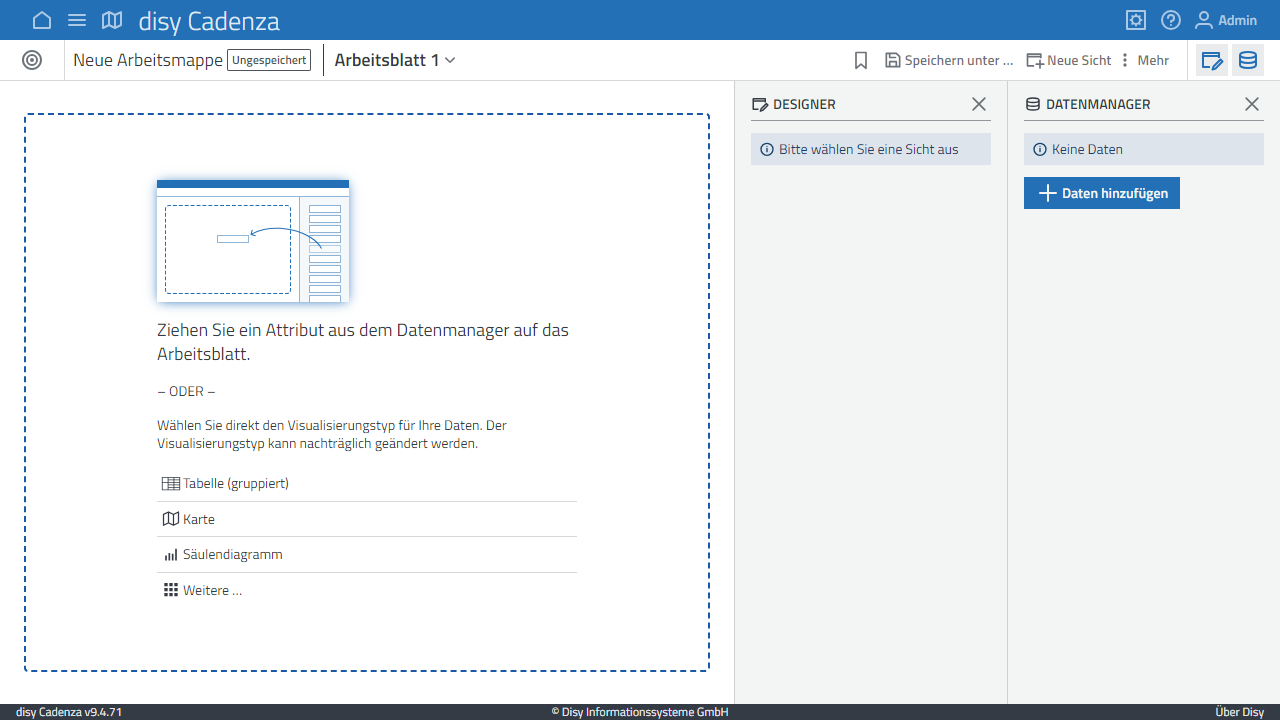 disy Cadenza
Admin
Neue Arbeitsmappe Ungespeichert Arbeitsblatt 1
Speichern unter ... Neue Sicht Mehr
Ziehen Sie ein Attribut aus dem Datenmanager auf das
Arbeitsblatt.
– ODER –
Wählen Sie direkt den Visualisierungstyp für Ihre Daten. Der
Visualisierungstyp kann nachträglich geändert werden.
Tabelle (gruppiert)
Karte
Säulendiagramm
Weitere ...
DESIGNER
Bitte wählen Sie eine Sicht aus
DATENMANAGER
Keine Daten
Daten hinzufügen
disy Cadenza v9.4.71
© Disy Informationssysteme GmbH
Über Disy